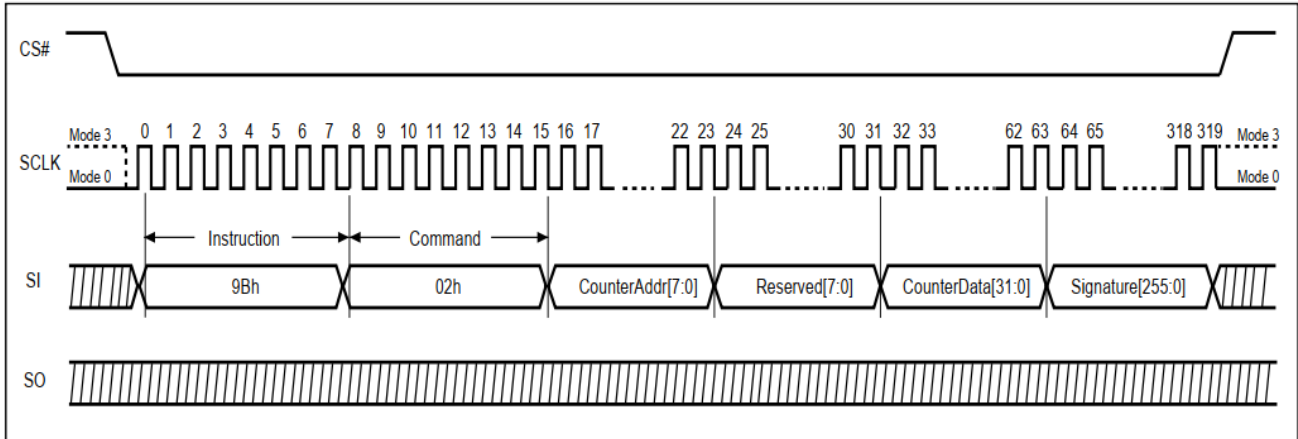 CS#
Mode 3 0 1 2 3 4 5 6 7 8 9 10 11 12 13 14 15 16 17 22 23 24 25 30 31 32 33 62 63 64 65 318 319 Mode 3
SCLK
Mode 0 Mode 0
Instruction Command
SI 9Bh 02h CounterAddr[7:0] Reserved[7:0] CounterData[31:0] Signature[255:0]
SO